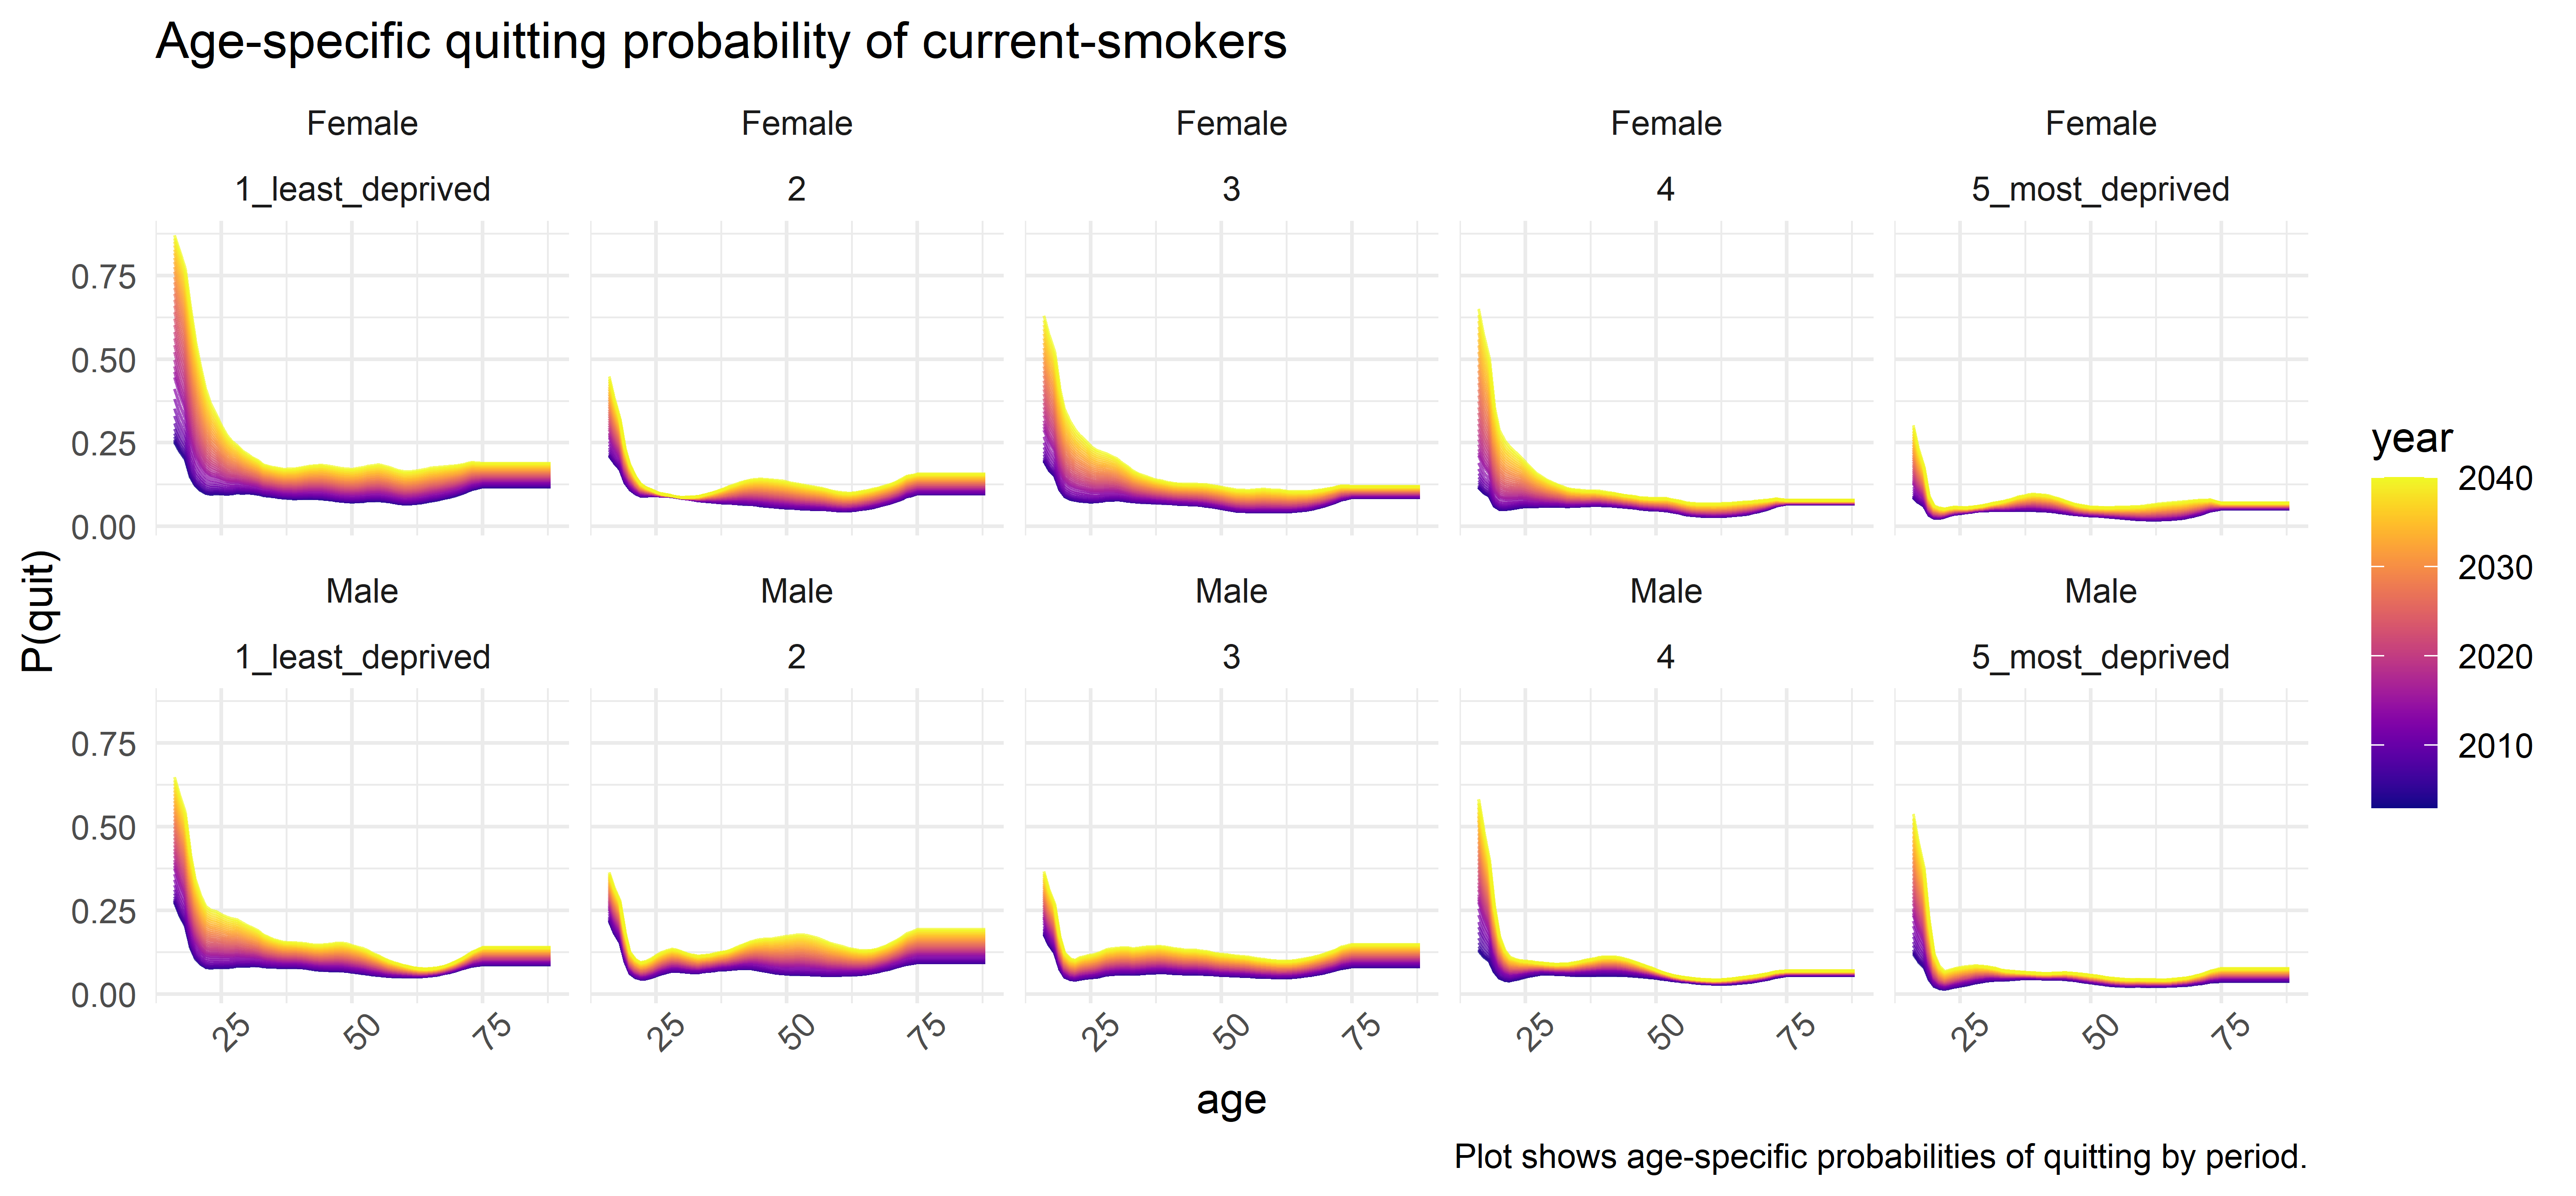 Age-specific quitting probability of current-smokers
Female Female Female Female Female
1_least_deprived 2 3 4 5_most_deprived
0.75
0.50
0.25
0.00
Male Male Male Male Male
1_least_deprived 2 3 4 5_most_deprived
0.75
0.50
0.25
0.00
25 50 75 25 50 75 25 50 75 25 50 75 25 50 75
P(quit)
age
year
2040
2030
2020
2010
Plot shows age-specific probabilities of quitting by period.